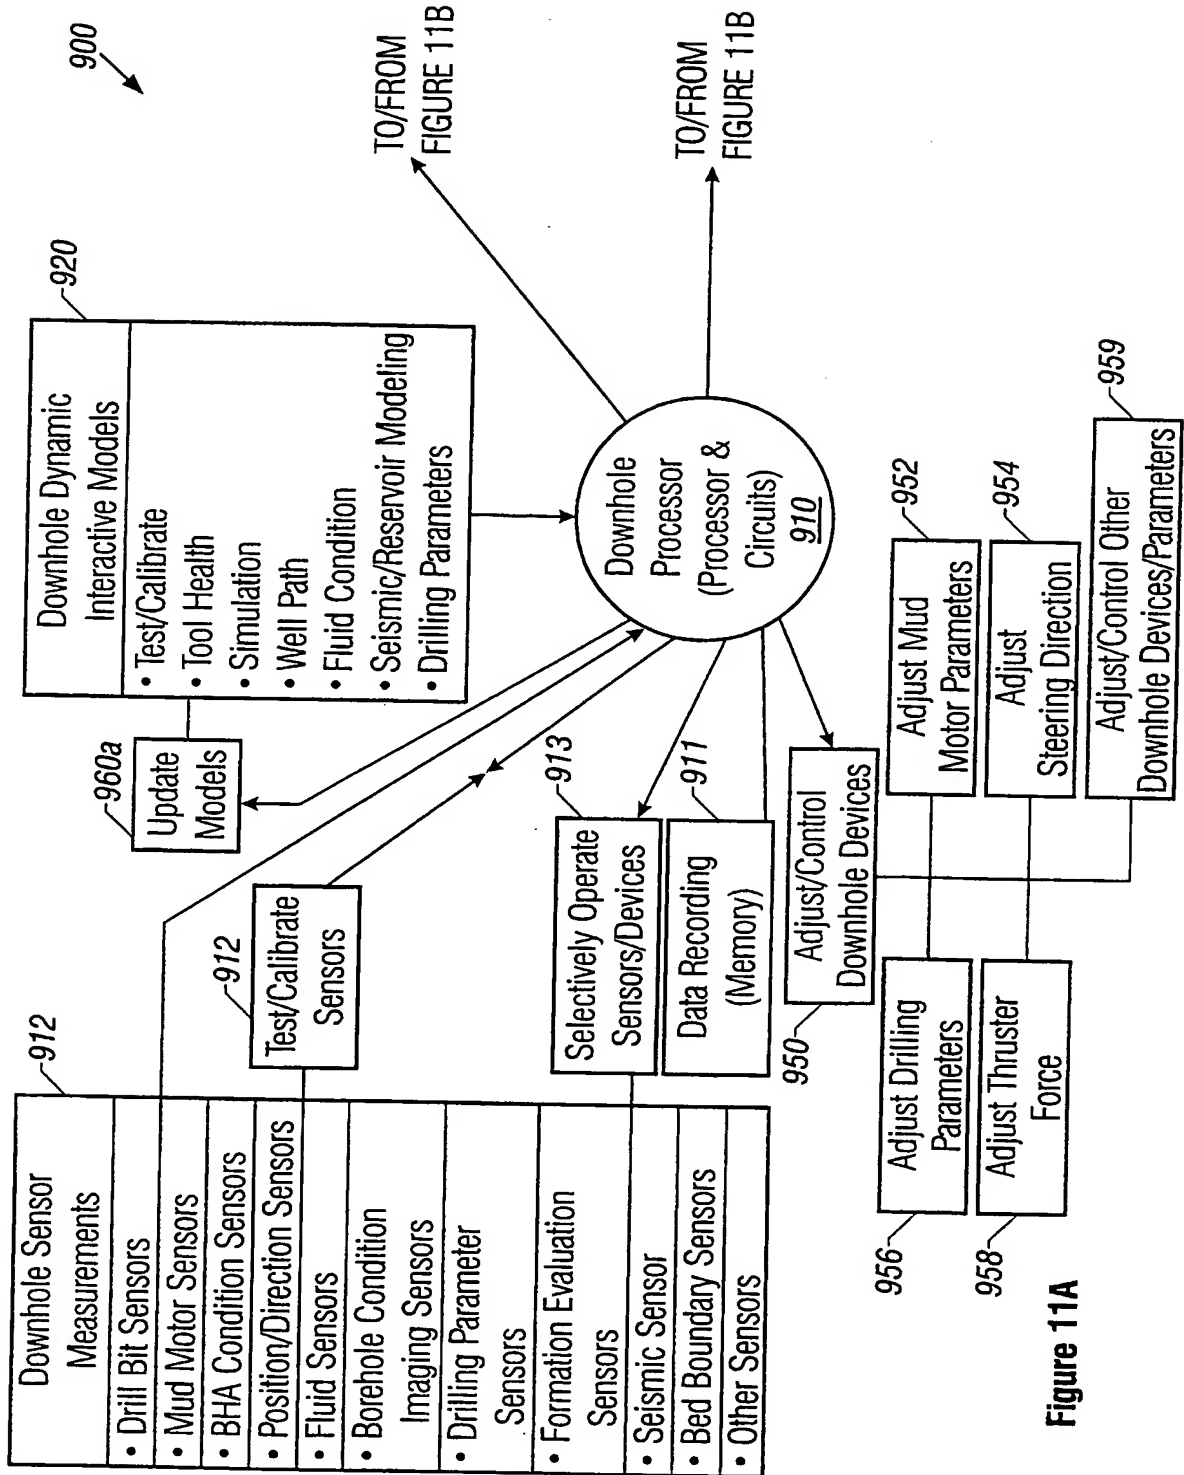 900
Downhole Sensor
Measurements
912
• Drill Bit Sensors
• Mud Motor Sensors
• BHA Condition Sensors
• Position/Direction Sensors
• Fluid Sensors
• Borehole Condition
Imaging Sensors
• Drilling Parameter
Sensors
• Formation Evaluation
Sensors
• Seismic Sensor
• Bed Boundary Sensors
• Other Sensors
960a
Update
Models
Downhole Dynamic
Interactive Models
920
• Test/Calibrate
• Tool Health
• Simulation
• Well Path
• Fluid Condition
• Seismic/Reservoir Modeling
• Drilling Parameters
912
Test/Calibrate
Sensors
TO/FROM
FIGURE 11B
TO/FROM
FIGURE 11B
Downhole
Processor
(Processor &
Circuits)
910
913
Selectively Operate
Sensors/Devices
911
Data Recording
(Memory)
950
Adjust/Control
Downhole Devices
956
Adjust Drilling
Parameters
952
Adjust Mud
Motor Parameters
958
Adjust Thruster
Force
954
Adjust
Steering Direction
959
Adjust/Control Other
Downhole Devices/Parameters
Figure 11A